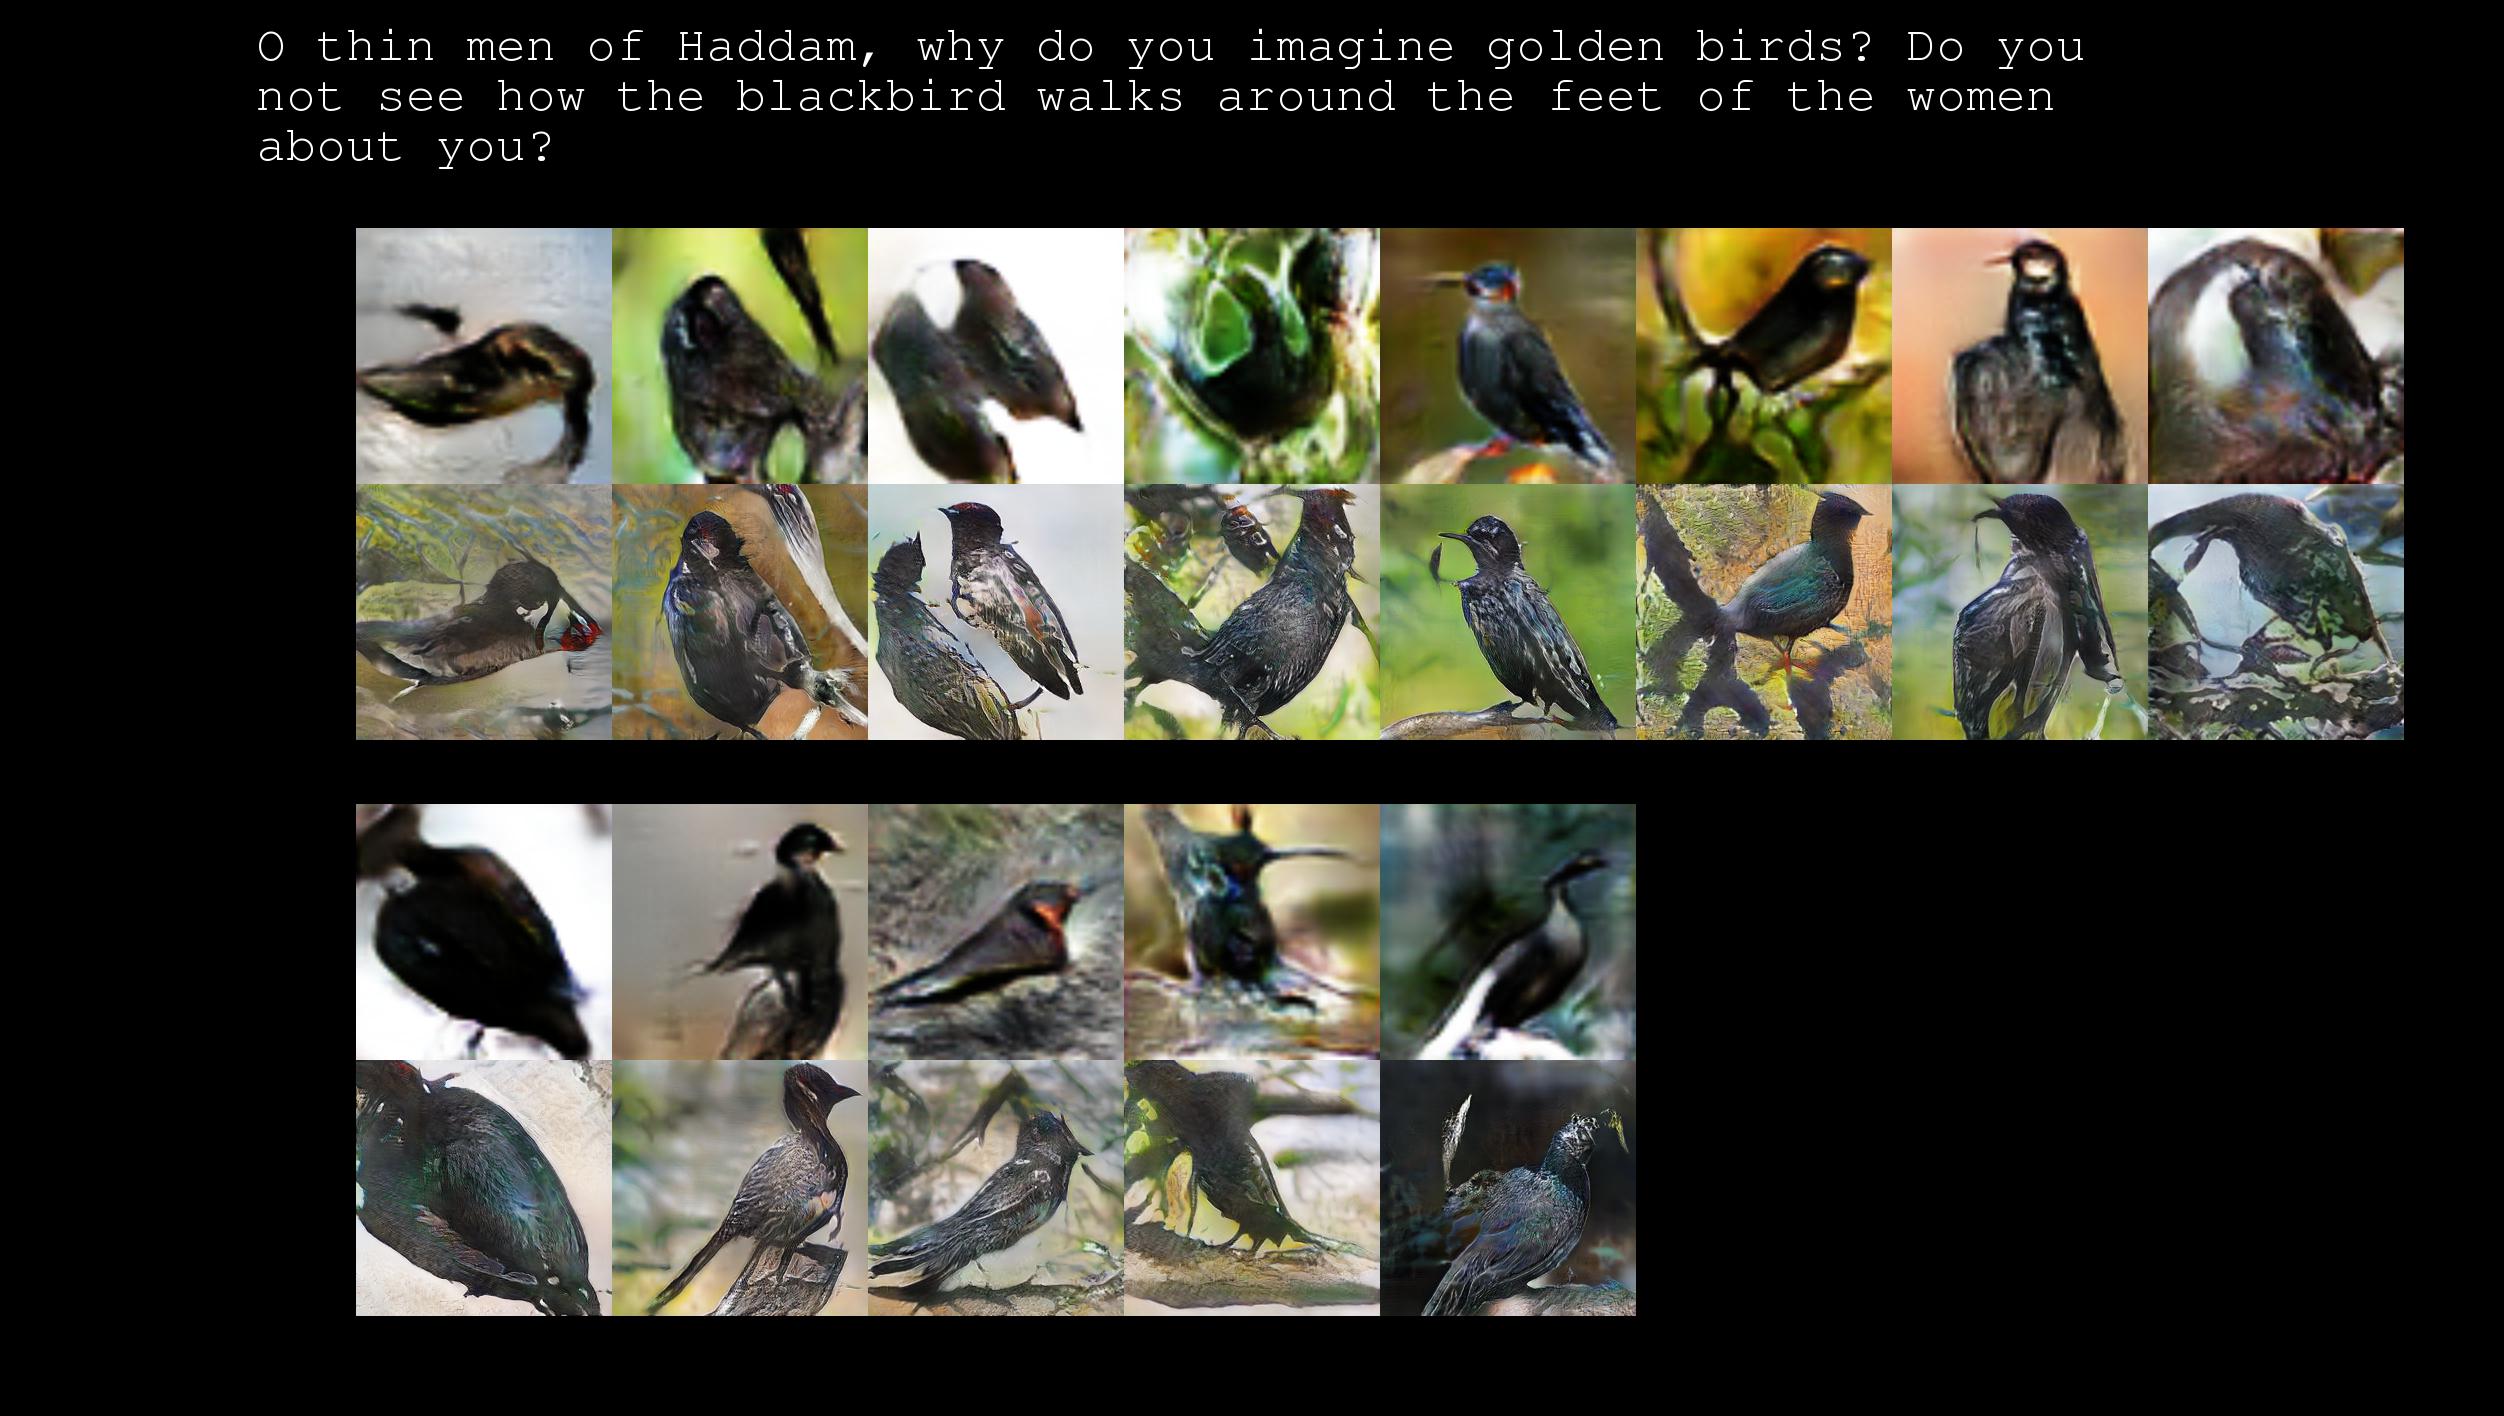 O thin men of Haddam, why do you imagine golden birds? Do you
not see how the blackbird walks around the feet of the women
about you?